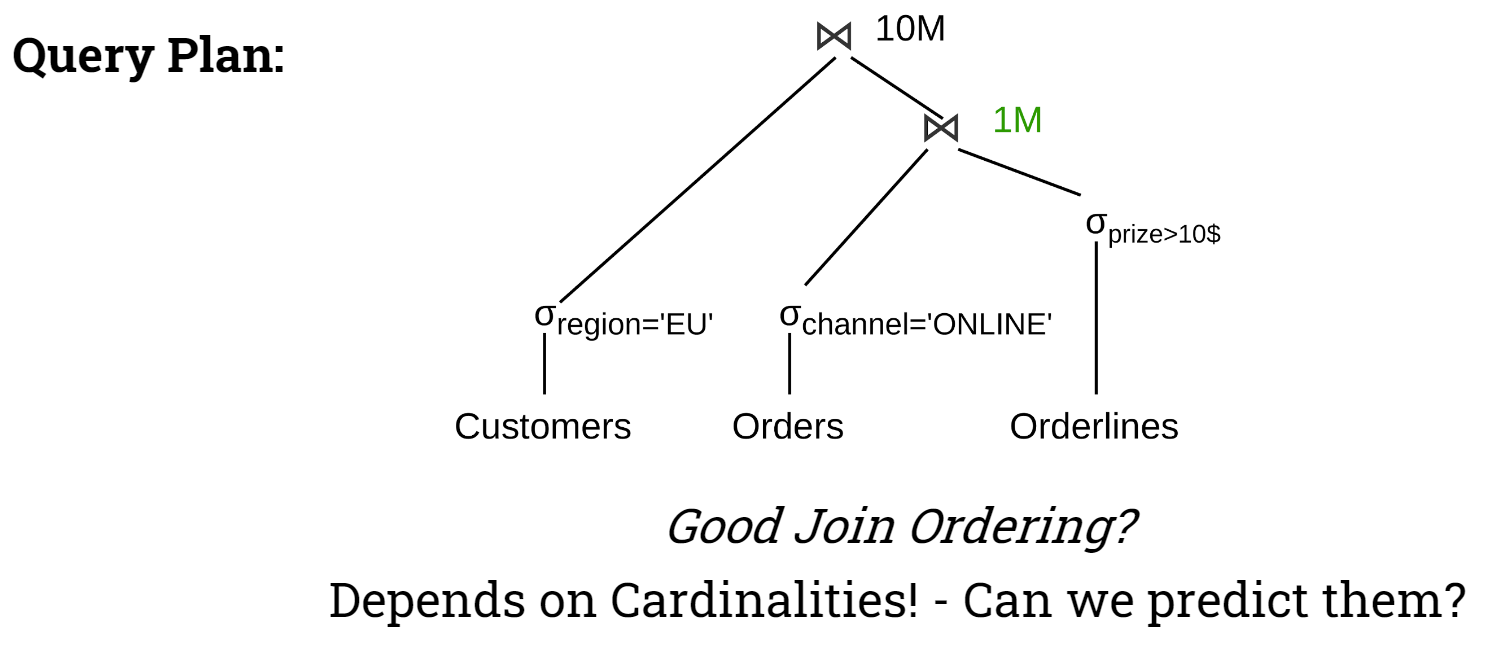 Query Plan:
⋈ 10M
⋈ 1M
σprize>10$
σregion='EU' σchannel='ONLINE'
Customers Orders Orderlines
Good Join Ordering?
Depends on Cardinalities! - Can we predict them?